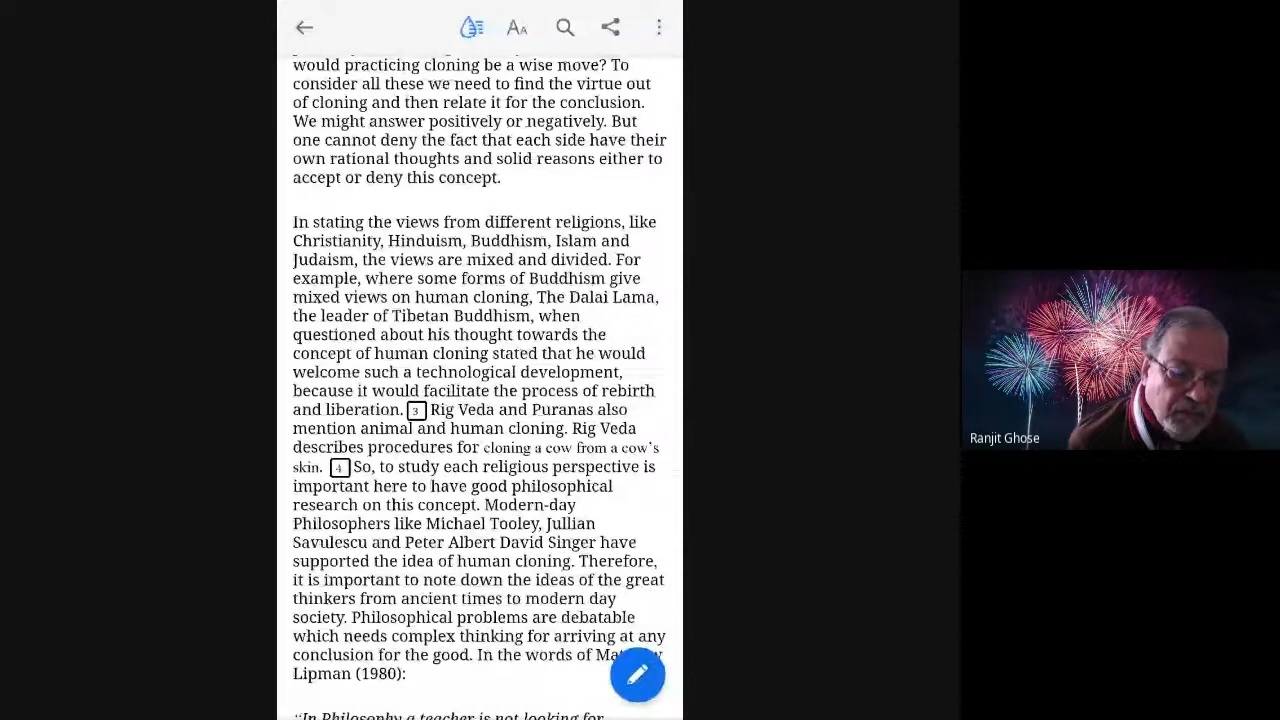 would practicing cloning be a wise move? To
consider all these we need to find the virtue out
of cloning and then relate it for the conclusion.
We might answer positively or negatively. But
one cannot deny the fact that each side have their
own rational thoughts and solid reasons either to
accept or deny this concept.
In stating the views from different religions, like
Christianity, Hinduism, Buddhism, Islam and
Judaism, the views are mixed and divided. For
example, where some forms of Buddhism give
mixed views on human cloning, The Dalai Lama,
the leader of Tibetan Buddhism, when
questioned about his thought towards the
concept of human cloning stated that he would
welcome such a technological development,
because it would facilitate the process of rebirth
and liberation. 3 Rig Veda and Puranas also
mention animal and human cloning. Rig Veda
describes procedures for cloning a cow from a cow's
skin. 4 So, to study each religious perspective is
important here to have good philosophical
research on this concept. Modern-day
Philosophers like Michael Tooley, Jullian
Savulescu and Peter Albert David Singer have
supported the idea of human cloning. Therefore,
it is important to note down the ideas of the great
thinkers from ancient times to modern day
society. Philosophical problems are debatable
which needs complex thinking for arriving at any
conclusion for the good. In the words of
Lipman (1980):
“In Philosophy a teacher is not looking for
Ranjit Ghose